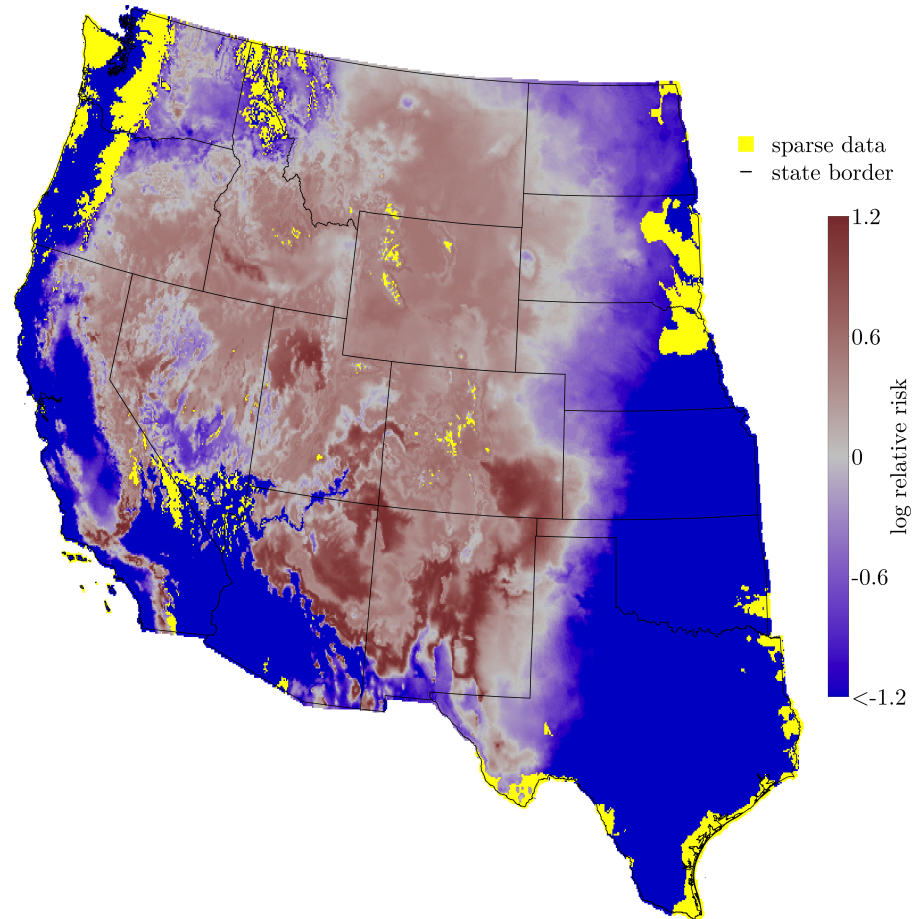 sparse data
state border
1.2
0.6
0
-0.6
<-1.2
log relative risk